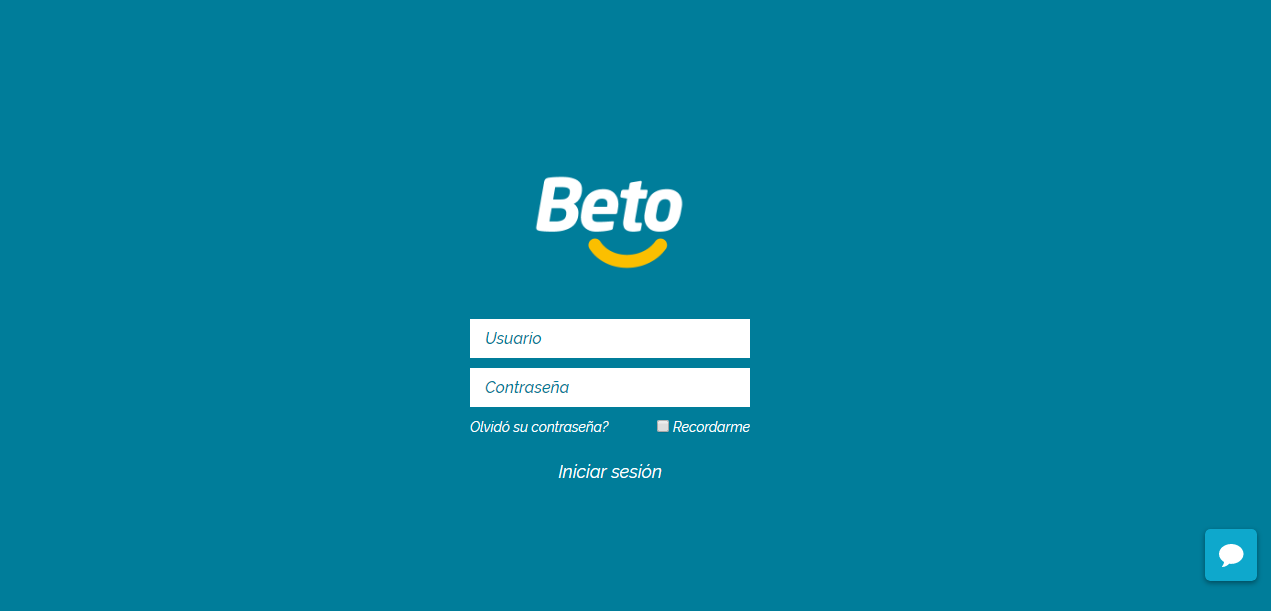 Beto
Usuario
Contraseña
Olvidó su contraseña? Recordarme
Iniciar sesión